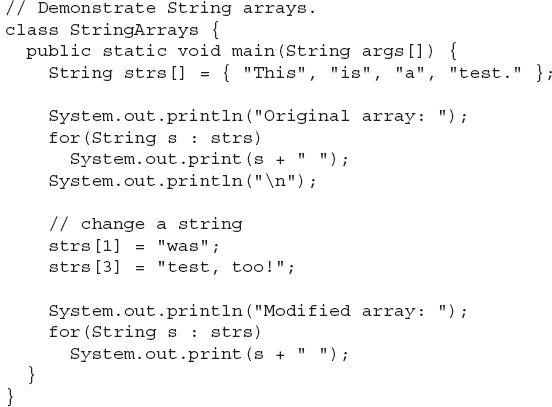 // Demonstrate String arrays.
class StringArrays {
  public static void main(String args[]) {
    String strs[] = { "This", "is", "a", "test." };

    System.out.println("Original array: ");
    for(String s : strs)
      System.out.print(s + " ");
    System.out.println("\n");

    // change a string
    strs[1] = "was";
    strs[3] = "test, too!";

    System.out.println("Modified array: ");
    for(String s : strs)
      System.out.print(s + " ");
  }
}